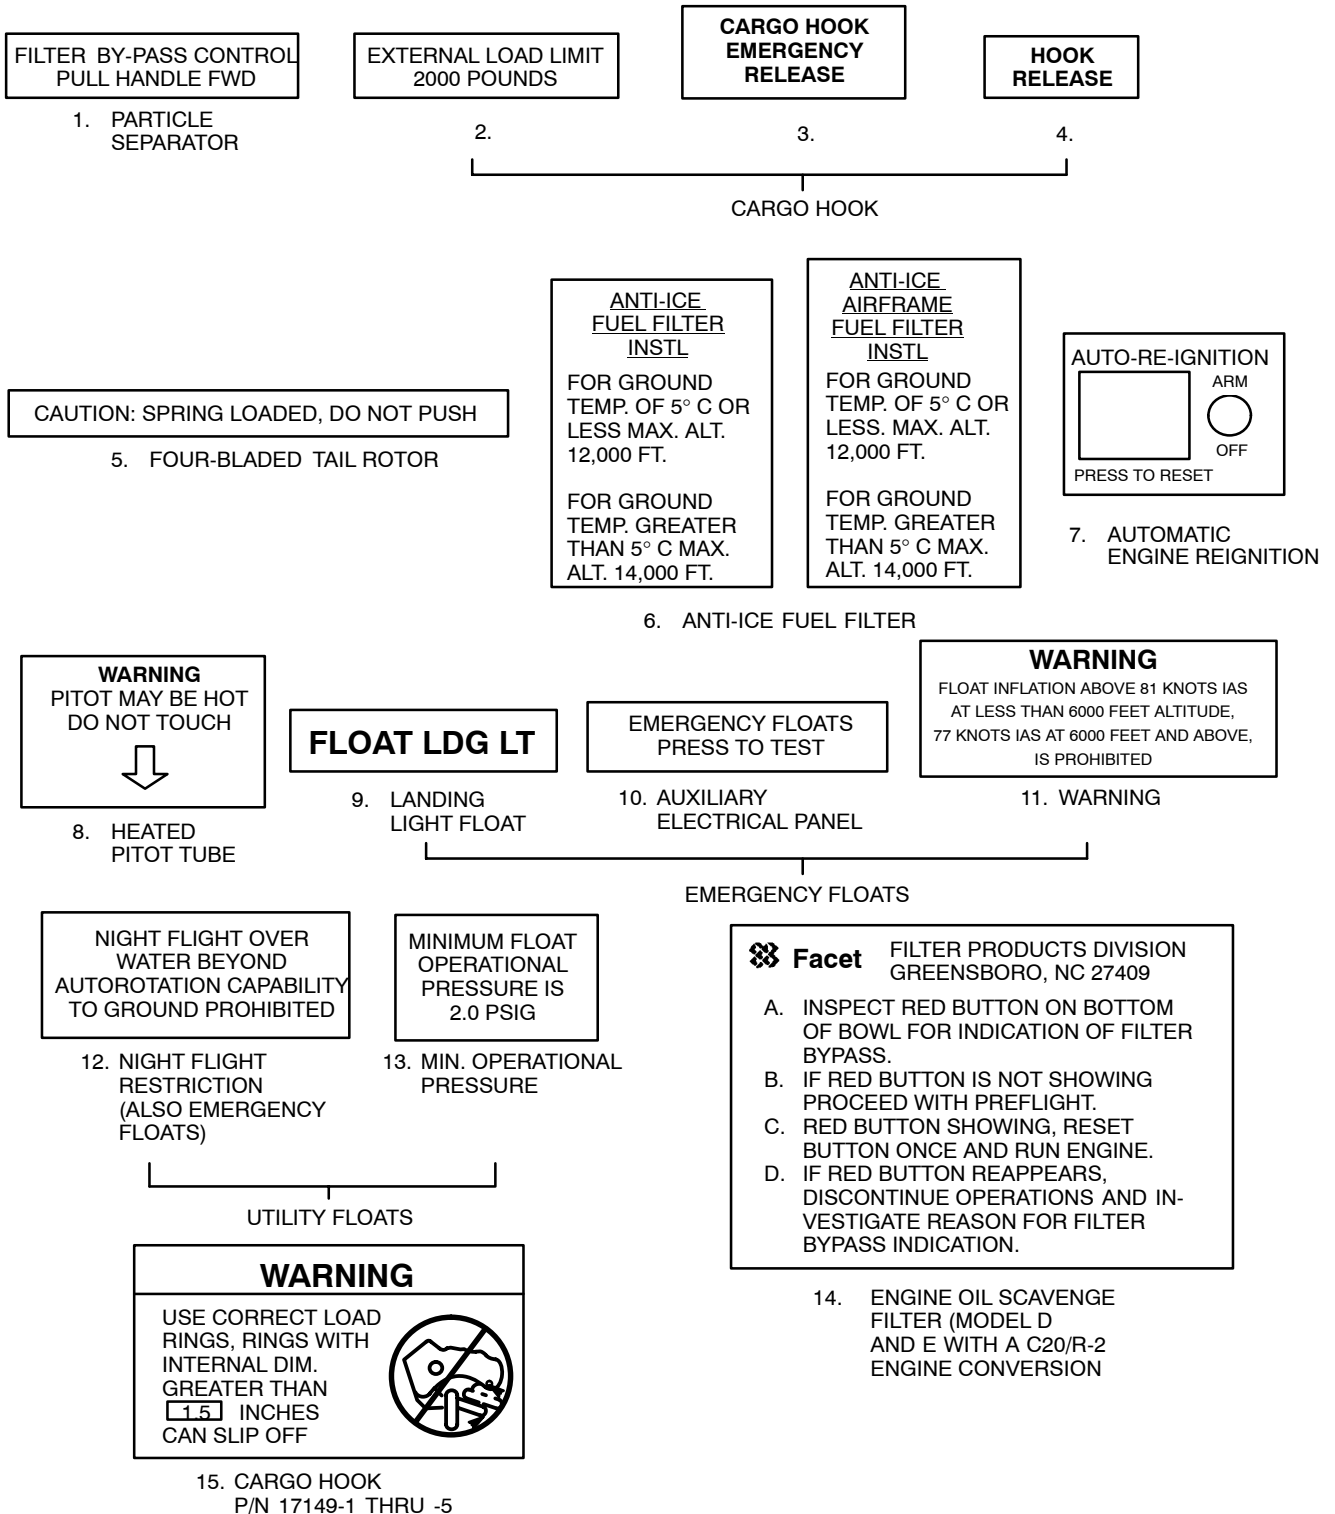 FILTER BY-PASS CONTROL
PULL HANDLE FWD
1. PARTICLE
SEPARATOR
EXTERNAL LOAD LIMIT
2000 POUNDS
2.
CARGO HOOK
EMERGENCY
RELEASE
3.
HOOK
RELEASE
4.
CARGO HOOK
CAUTION: SPRING LOADED, DO NOT PUSH
5. FOUR-BLADED TAIL ROTOR
ANTI-ICE
FUEL FILTER
INSTL
FOR GROUND
TEMP. OF 5° C OR
LESS MAX. ALT.
12,000 FT.
FOR GROUND
TEMP. GREATER
THAN 5° C MAX.
ALT. 14,000 FT.
ANTI-ICE
AIRFRAME
FUEL FILTER
INSTL
FOR GROUND
TEMP. OF 5° C OR
LESS. MAX. ALT.
12,000 FT.
FOR GROUND
TEMP. GREATER
THAN 5° C MAX.
ALT. 14,000 FT.
6. ANTI-ICE FUEL FILTER
AUTO-RE-IGNITION
ARM
OFF
PRESS TO RESET
7. AUTOMATIC
ENGINE REIGNITION
WARNING
PITOT MAY BE HOT
DO NOT TOUCH
8. HEATED
PITOT TUBE
FLOAT LDG LT
9. LANDING
LIGHT FLOAT
EMERGENCY FLOATS
PRESS TO TEST
10. AUXILIARY
ELECTRICAL PANEL
WARNING
FLOAT INFLATION ABOVE 81 KNOTS IAS
AT LESS THAN 6000 FEET ALTITUDE,
77 KNOTS IAS AT 6000 FEET AND ABOVE,
IS PROHIBITED
11. WARNING
EMERGENCY FLOATS
NIGHT FLIGHT OVER
WATER BEYOND
AUTOROTATION CAPABILITY
TO GROUND PROHIBITED
12. NIGHT FLIGHT
RESTRICTION
(ALSO EMERGENCY
FLOATS)
MINIMUM FLOAT
OPERATIONAL
PRESSURE IS
2.0 PSIG
13. MIN. OPERATIONAL
PRESSURE
UTILITY FLOATS
Facet FILTER PRODUCTS DIVISION
GREENSBORO, NC 27409
A. INSPECT RED BUTTON ON BOTTOM
OF BOWL FOR INDICATION OF FILTER
BYPASS.
B. IF RED BUTTON IS NOT SHOWING
PROCEED WITH PREFLIGHT.
C. RED BUTTON SHOWING, RESET
BUTTON ONCE AND RUN ENGINE.
D. IF RED BUTTON REAPPEARS,
DISCONTINUE OPERATIONS AND IN-
VESTIGATE REASON FOR FILTER
BYPASS INDICATION.
14. ENGINE OIL SCAVENGE
FILTER (MODEL D
AND E WITH A C20/R-2
ENGINE CONVERSION
WARNING
USE CORRECT LOAD
RINGS, RINGS WITH
INTERNAL DIM.
GREATER THAN
1.5 INCHES
CAN SLIP OFF
15. CARGO HOOK
P/N 17149-1 THRU -5